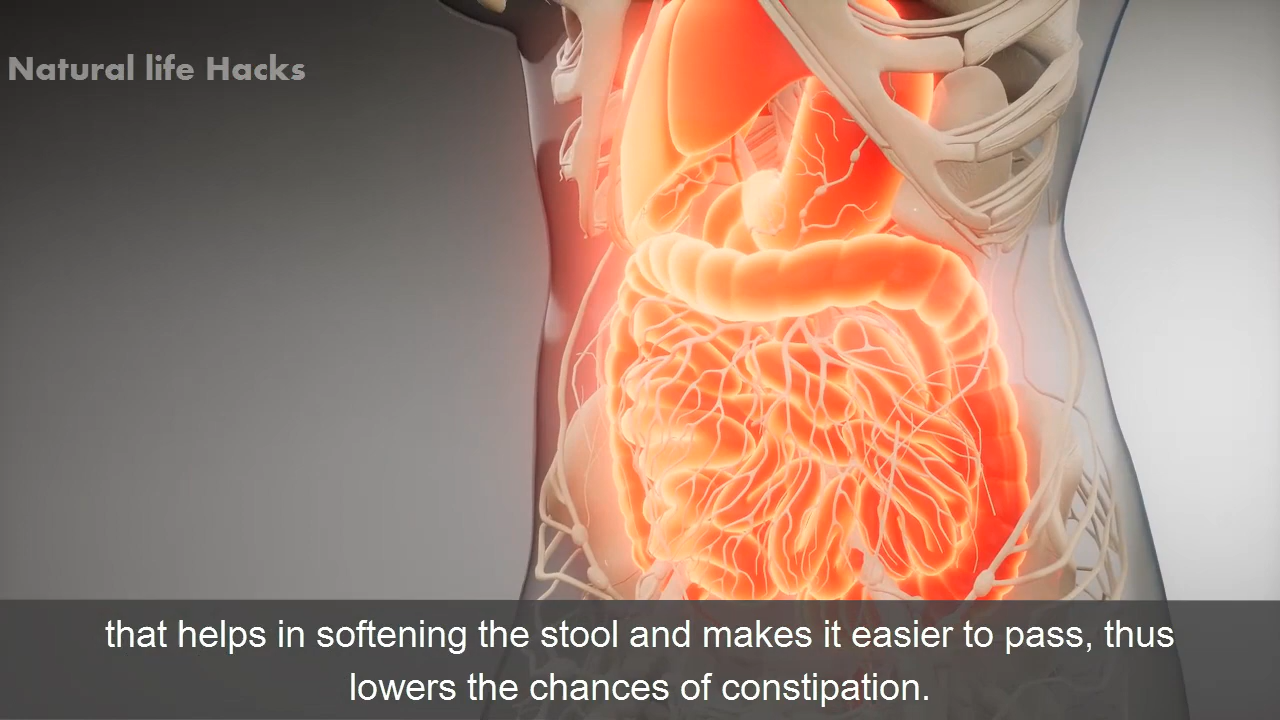 Natural life Hacks
that helps in softening the stool and makes it easier to pass, thus
lowers the chances of constipation.